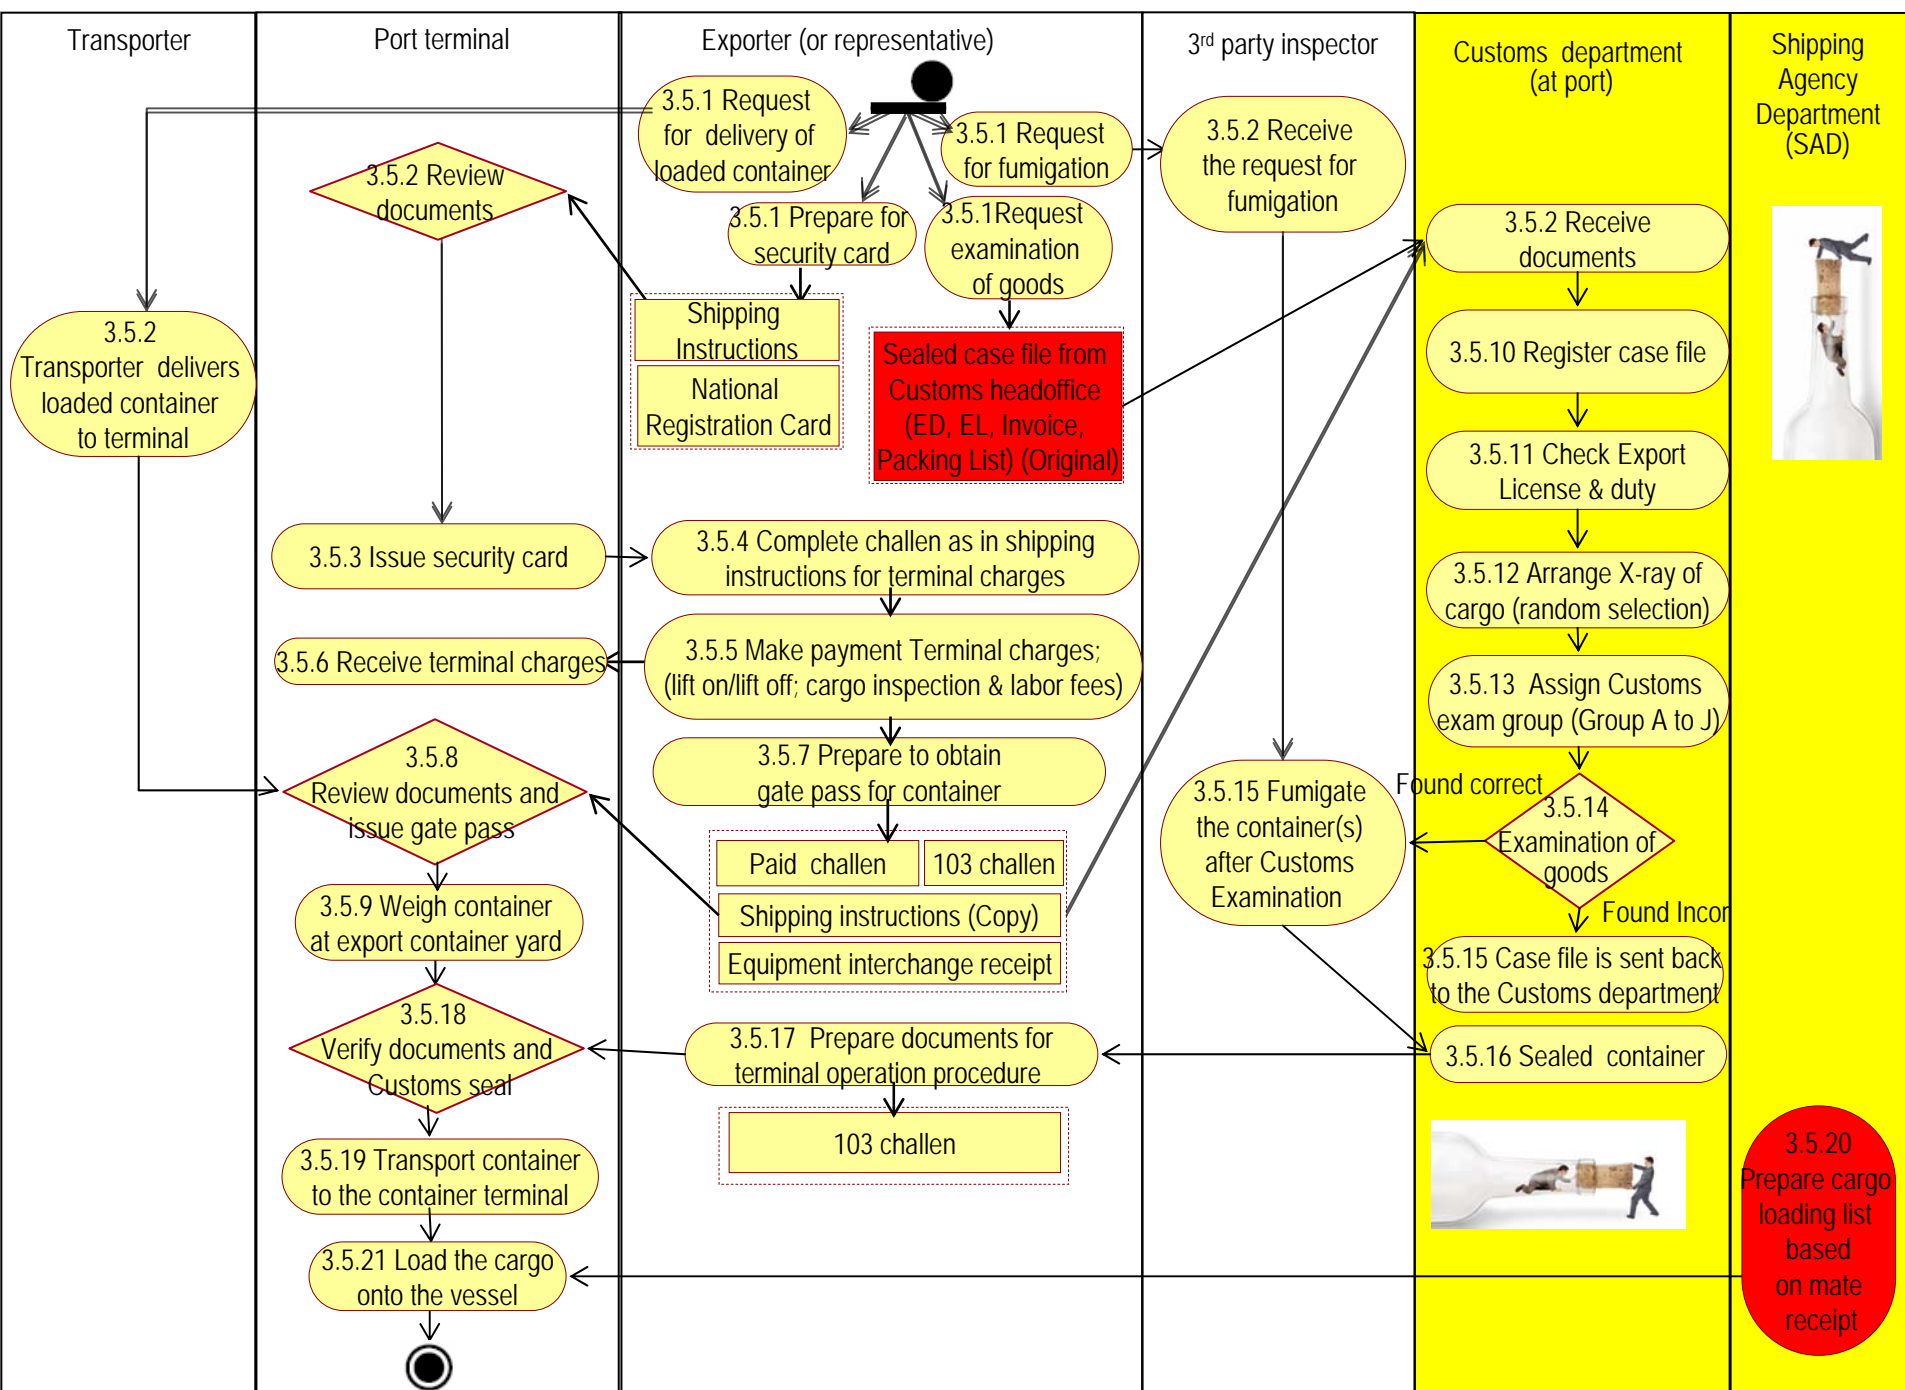 Transporter
Port terminal
Exporter (or representative)
3rd party inspector
Customs department
(at port)
Shipping
Agency
Department
(SAD)
3.5.1 Request
for delivery of
loaded container
3.5.1 Request
for fumigation
3.5.2 Receive
the request for
fumigation
3.5.2 Review
documents
3.5.1 Prepare for
security card
3.5.1Request
examination
of goods
3.5.2 Receive
documents
3.5.2
Transporter delivers
loaded container
to terminal
Shipping
Instructions
National
Registration Card
Sealed case file from
Customs headoffice
(ED, EL, Invoice,
Packing List) (Original)
3.5.10 Register case file
3.5.11 Check Export
License & duty
3.5.3 Issue security card
3.5.4 Complete challen as in shipping
instructions for terminal charges
3.5.12 Arrange X-ray of
cargo (random selection)
3.5.6 Receive terminal charges
3.5.5 Make payment Terminal charges;
(lift on/lift off; cargo inspection & labor fees)
3.5.13 Assign Customs
exam group (Group A to J)
3.5.8
Review documents and
issue gate pass
3.5.7 Prepare to obtain
gate pass for container
3.5.15 Fumigate
the container(s)
after Customs
Examination
Found correct
3.5.14
Examination of
goods
Found Incor
Paid challen
103 challen
Shipping instructions (Copy)
Equipment interchange receipt
3.5.9 Weigh container
at export container yard
3.5.15 Case file is sent back
to the Customs department
3.5.18
Verify documents and
Customs seal
3.5.17 Prepare documents for
terminal operation procedure
3.5.16 Sealed container
103 challen
3.5.19 Transport container
to the container terminal
3.5.20
Prepare cargo
loading list
based
on mate
receipt
3.5.21 Load the cargo
onto the vessel